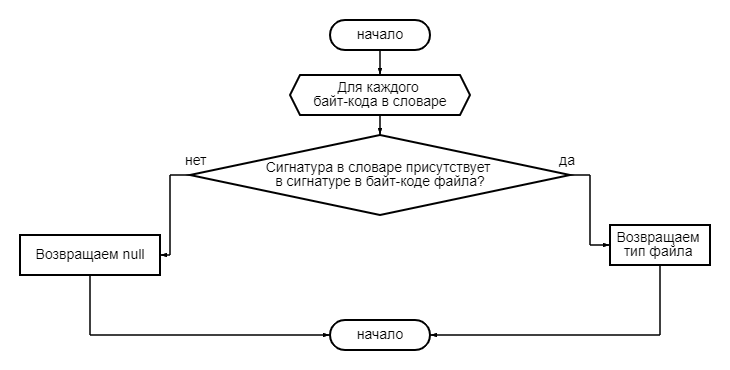 начало
Для каждого
байт-кода в словаре
нет
да
Сигнатура в словаре присутствует
в сигнатуре в байт-коде файла?
Возвращаем null
Возвращаем
тип файла
начало